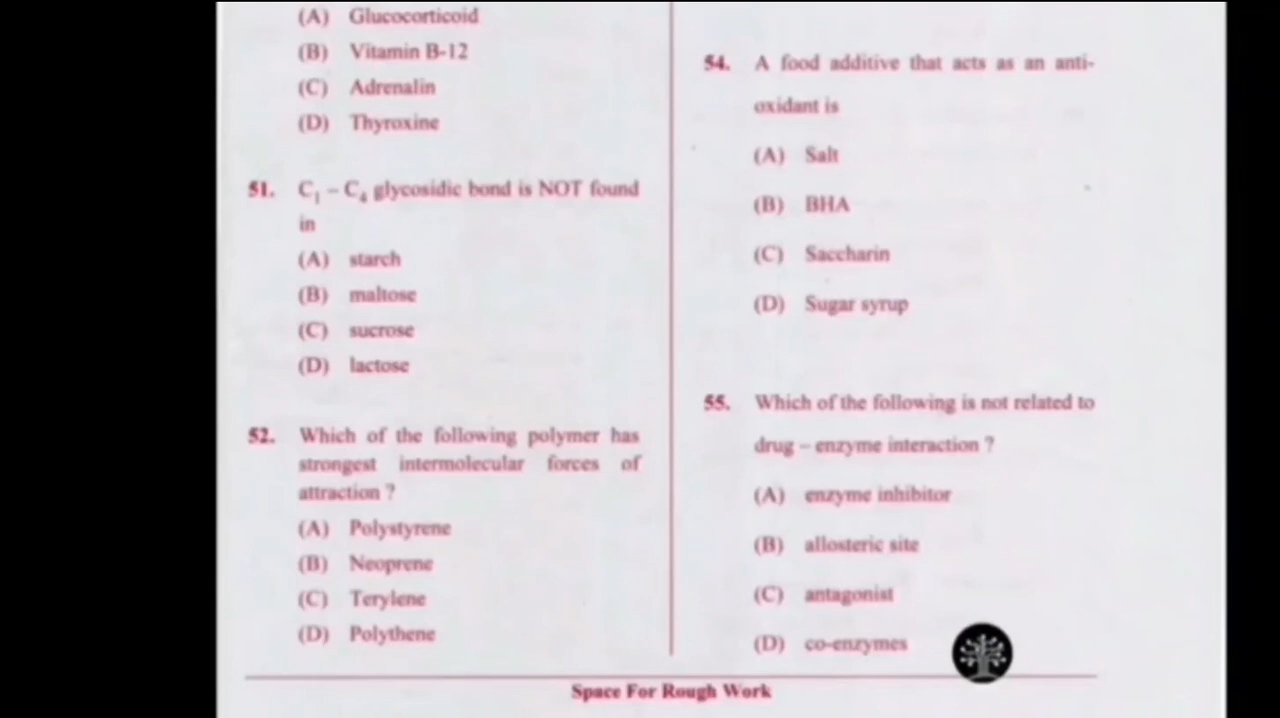 (A) Glucocorticoid
(B) Vitamin B-12
(C) Adrenalin
(D) Thyroxine
51. C₁ – C₄ glycosidic bond is NOT found
in
(A) starch
(B) maltose
(C) sucrose
(D) lactose
52. Which of the following polymer has
strongest intermolecular forces of
attraction ?
(A) Polystyrene
(B) Neoprene
(C) Terylene
(D) Polythene
54. A food additive that acts as an anti-
oxidant is
(A) Salt
(B) BHA
(C) Saccharin
(D) Sugar syrup
55. Which of the following is not related to
drug – enzyme interaction ?
(A) enzyme inhibitor
(B) allosteric site
(C) antagonist
(D) co-enzymes
Space For Rough Work